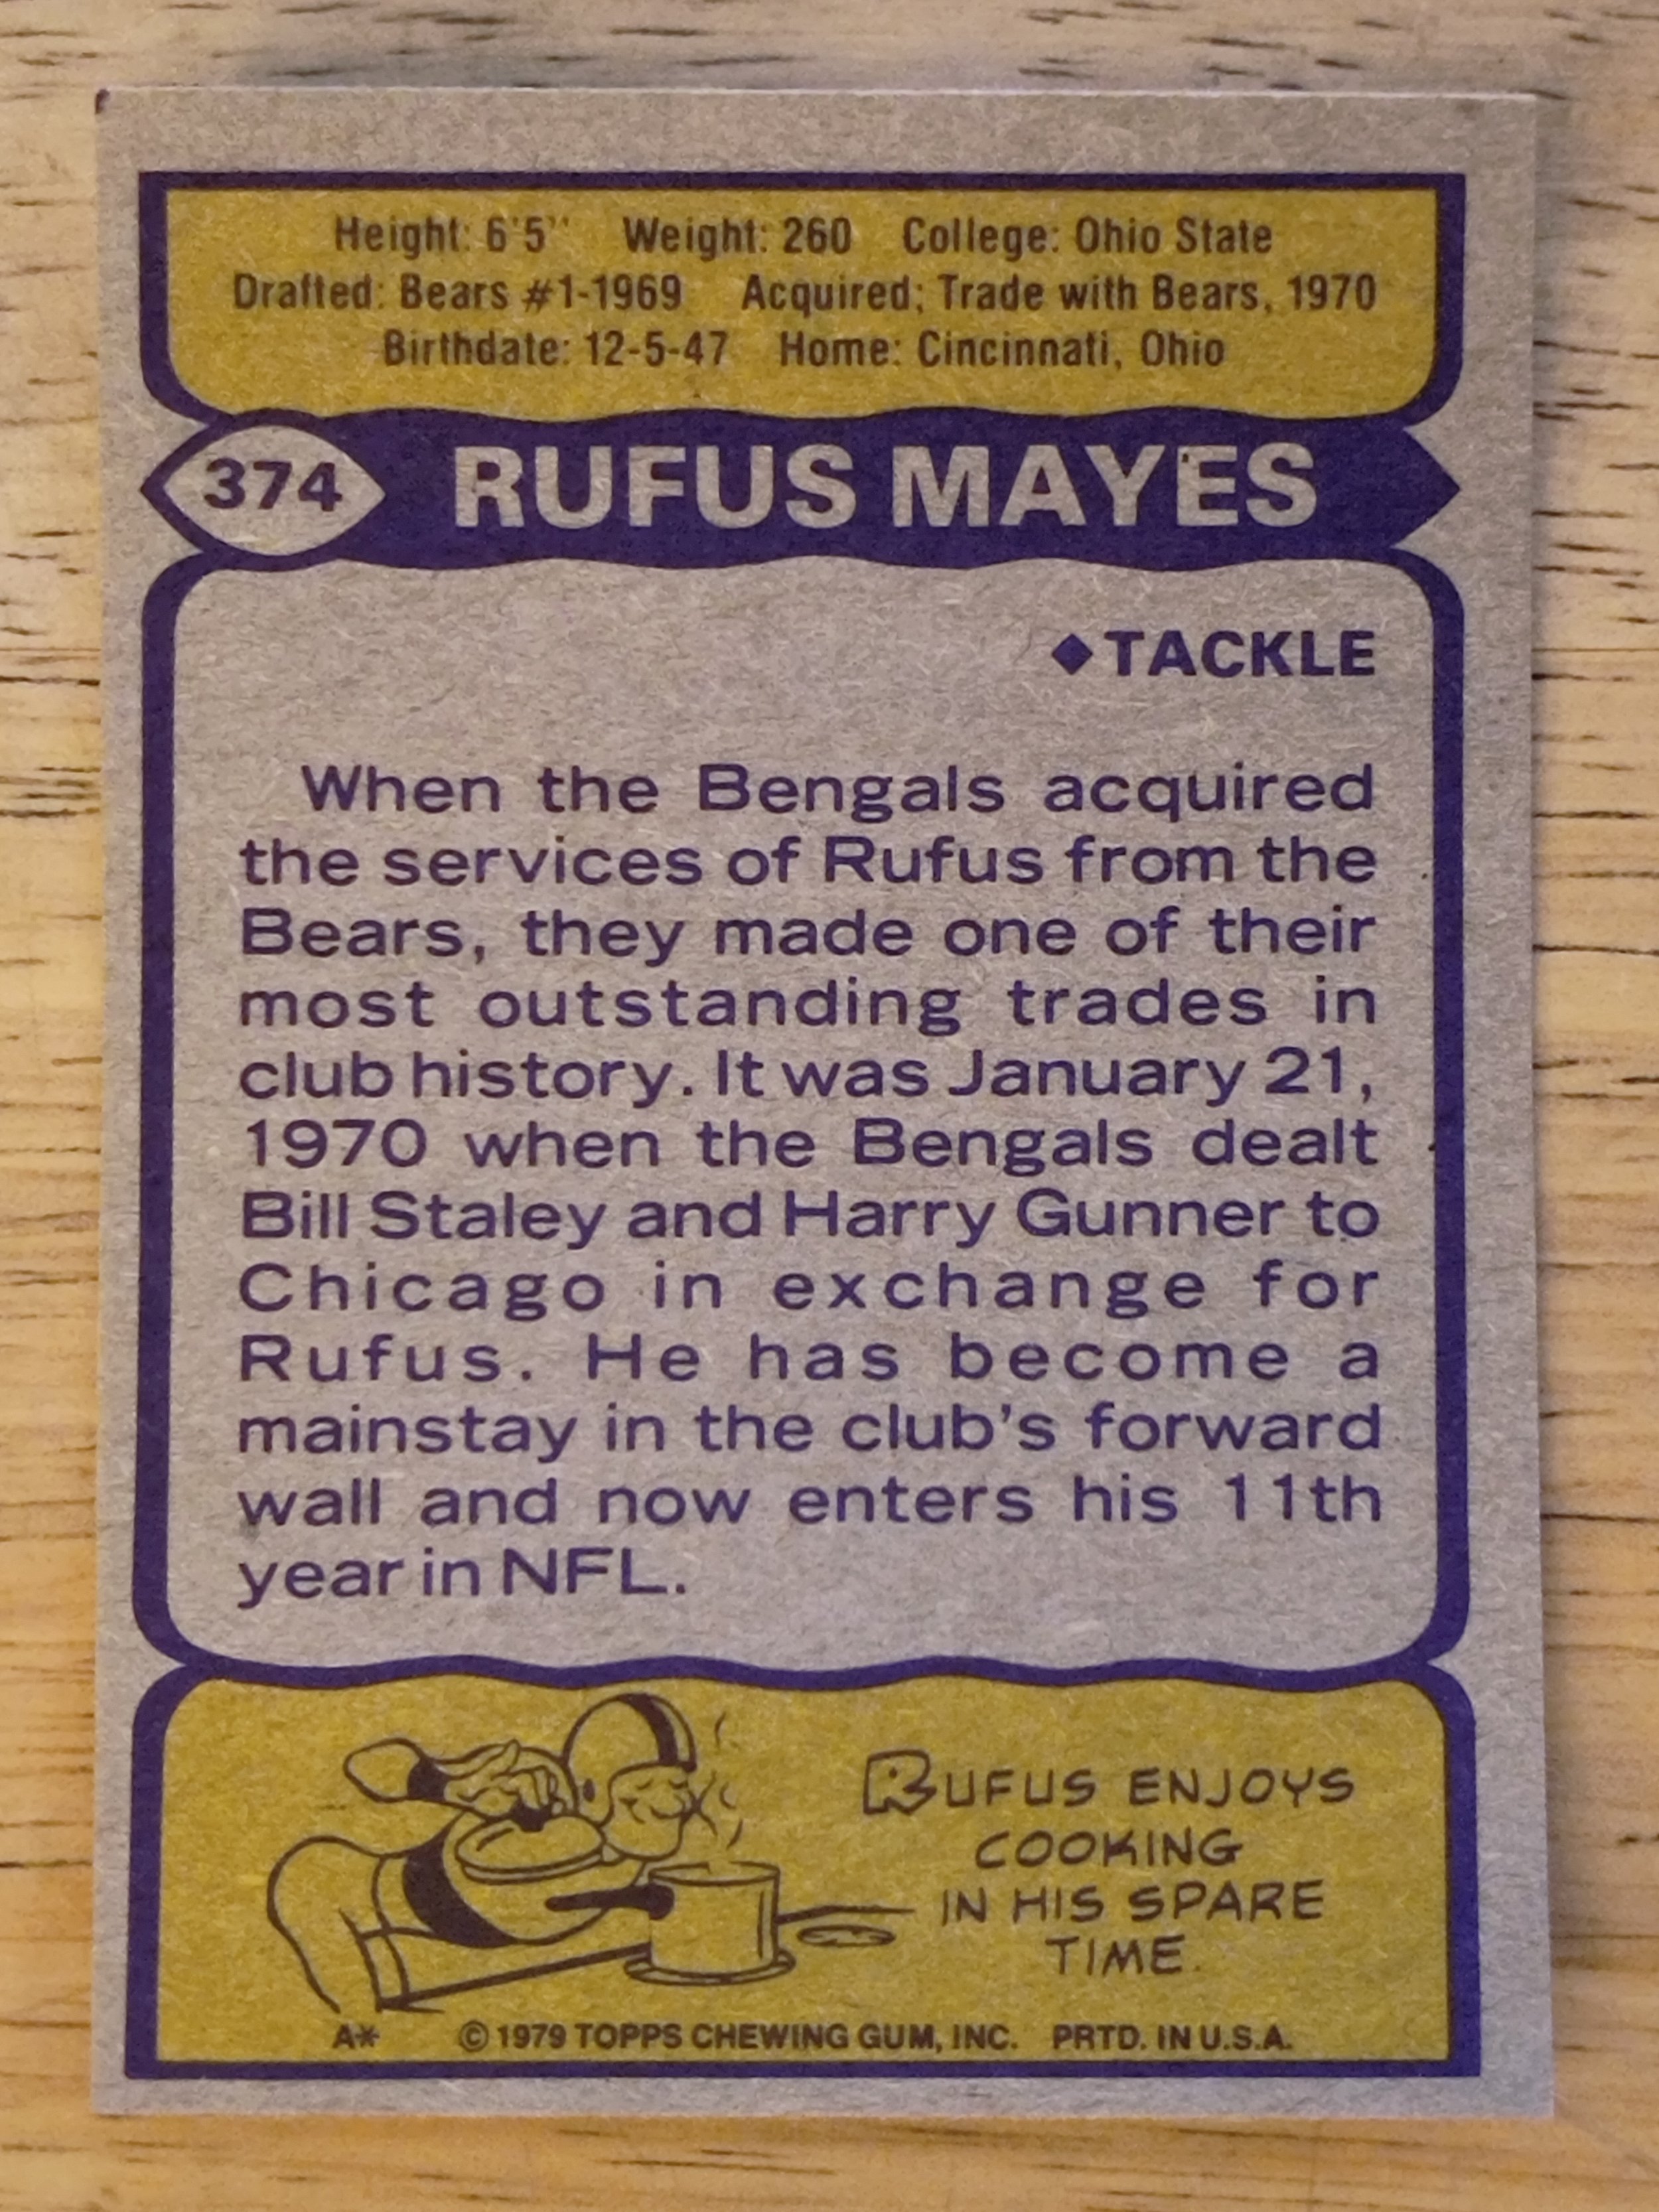 Height: 6'5" Weight: 260 College: Ohio State
Drafted: Bears #1-1969 Acquired: Trade with Bears, 1970
Birthdate: 12-5-47 Home: Cincinnati, Ohio
374 RUFUS MAYES
◆TACKLE
When the Bengals acquired
the services of Rufus from the
Bears, they made one of their
most outstanding trades in
club history. It was January 21,
1970 when the Bengals dealt
Bill Staley and Harry Gunner to
Chicago in exchange for
Rufus. He has become a
mainstay in the club's forward
wall and now enters his 11th
year in NFL.
RUFUS ENJOYS
COOKING
IN HIS SPARE
TIME.
A* © 1979 TOPPS CHEWING GUM, INC. PRTD. IN U.S.A.